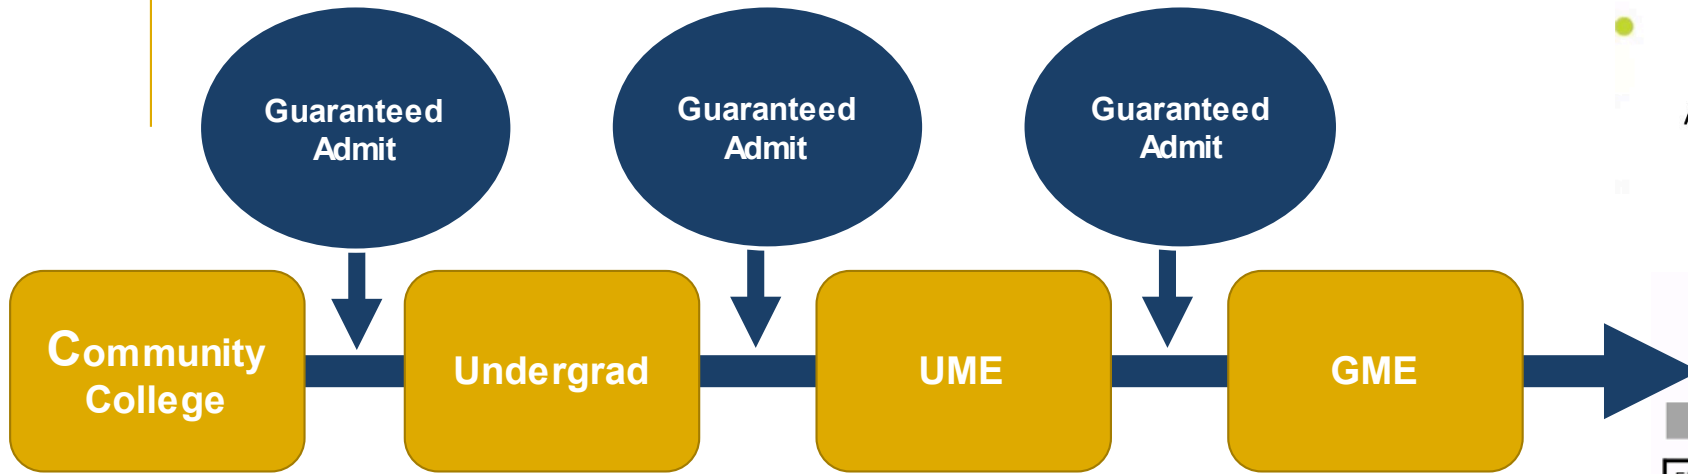 Guaranteed
Admit
Guaranteed
Admit
Guaranteed
Admit
Community
College
Undergrad
UME
GME